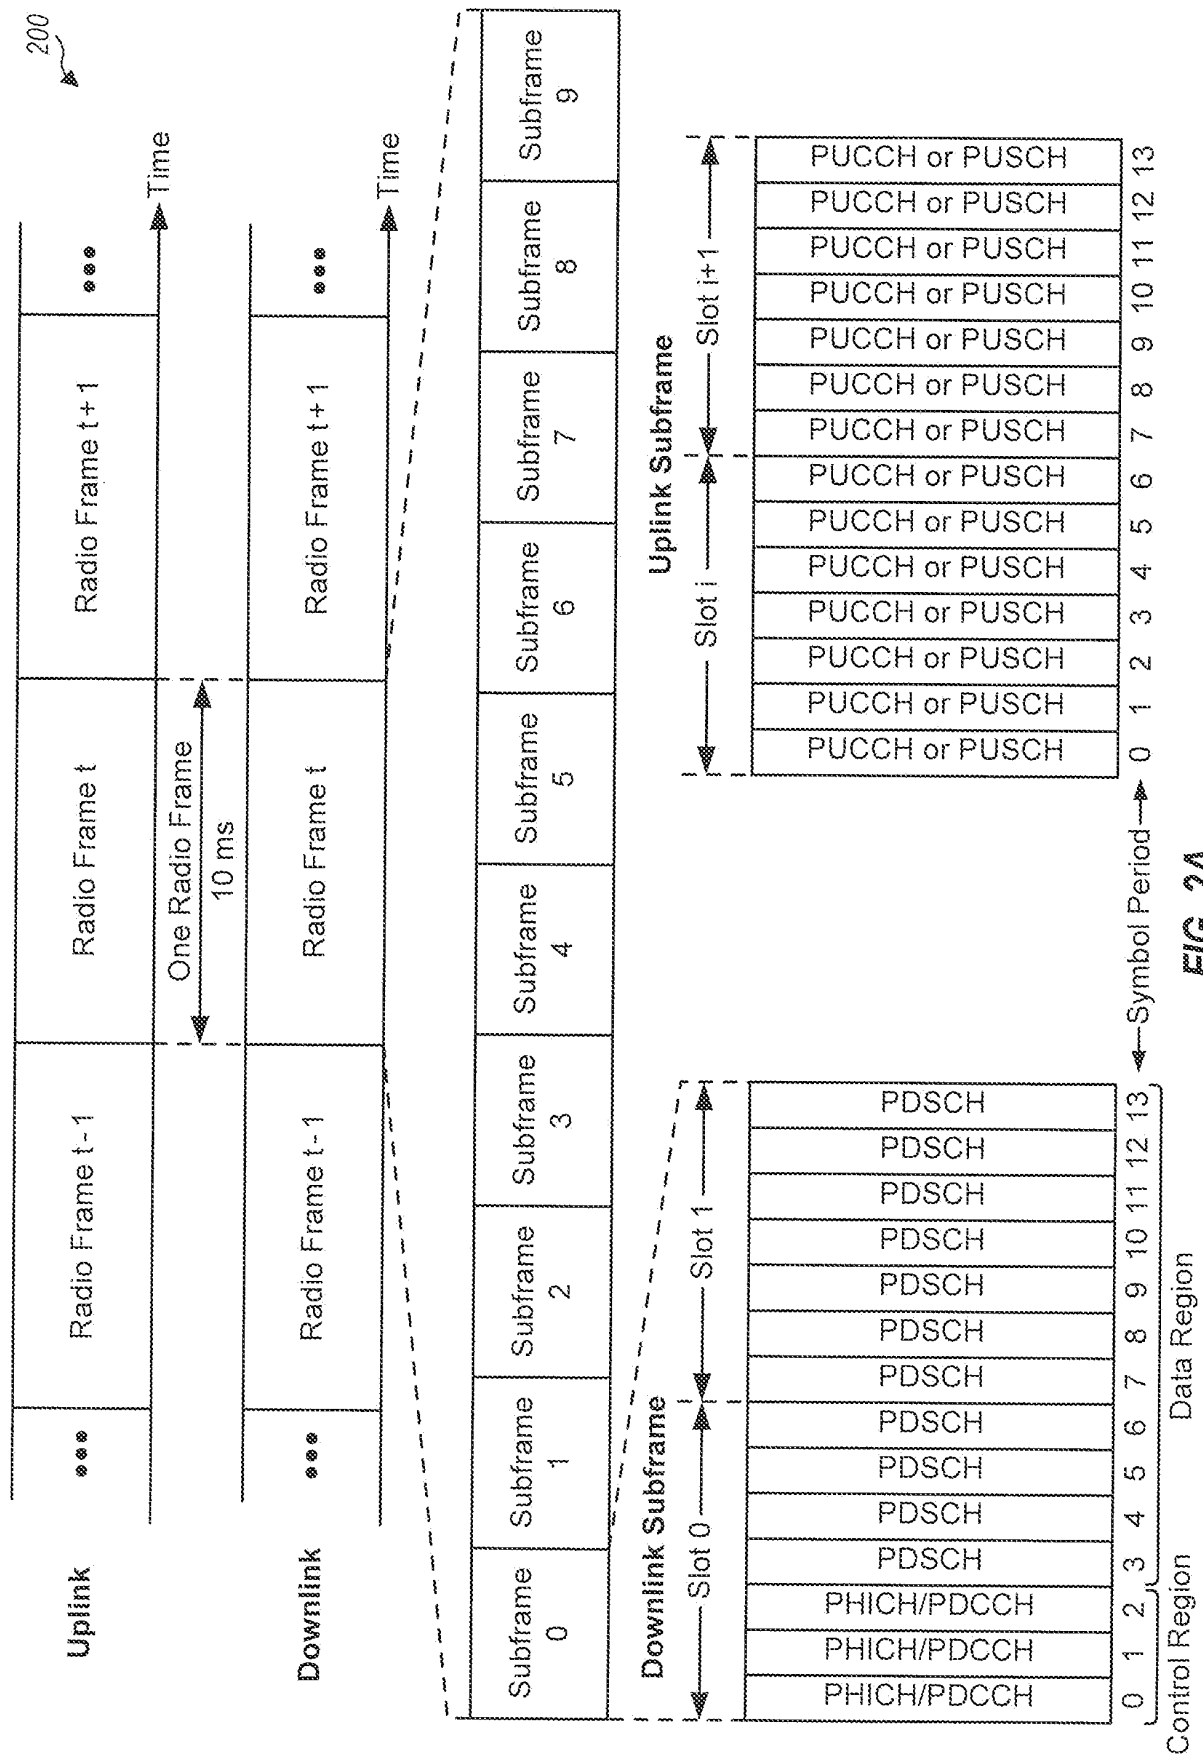 200
Uplink
•••
Radio Frame t - 1
Radio Frame t
Radio Frame t + 1
•••
Time
One Radio Frame
10 ms
Downlink
•••
Radio Frame t - 1
Radio Frame t
Radio Frame t + 1
•••
Time
Subframe 0
Subframe 1
Subframe 2
Subframe 3
Subframe 4
Subframe 5
Subframe 6
Subframe 7
Subframe 8
Subframe 9
Downlink Subframe
Slot 0
Slot 1
PHICH/PDCCH
PHICH/PDCCH
PHICH/PDCCH
PDSCH
PDSCH
PDSCH
PDSCH
PDSCH
PDSCH
PDSCH
PDSCH
PDSCH
PDSCH
PDSCH
0 1 2 3 4 5 6 7 8 9 10 11 12 13
Control Region
Data Region
Symbol Period
Uplink Subframe
Slot i
Slot i+1
PUCCH or PUSCH
PUCCH or PUSCH
PUCCH or PUSCH
PUCCH or PUSCH
PUCCH or PUSCH
PUCCH or PUSCH
PUCCH or PUSCH
PUCCH or PUSCH
PUCCH or PUSCH
PUCCH or PUSCH
PUCCH or PUSCH
PUCCH or PUSCH
PUCCH or PUSCH
PUCCH or PUSCH
0 1 2 3 4 5 6 7 8 9 10 11 12 13
FIG. 2A